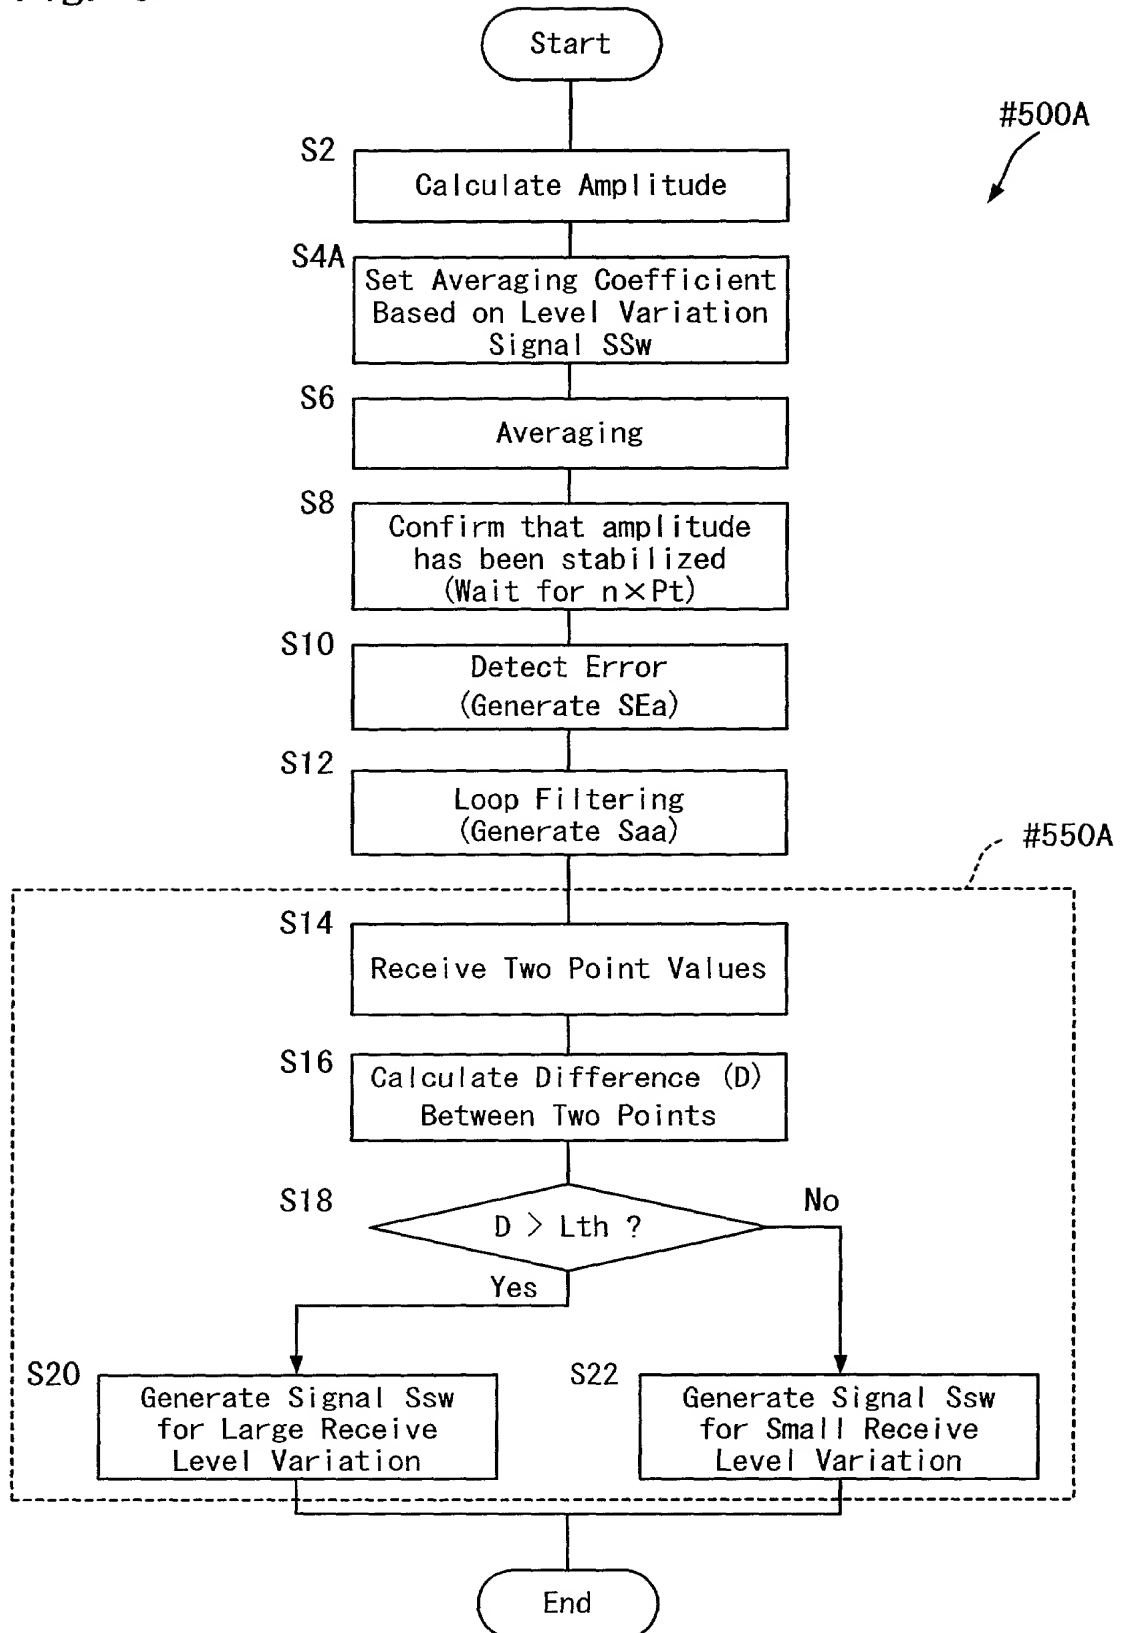 Start
#500A
S2
Calculate Amplitude
S4A
Set Averaging Coefficient
Based on Level Variation
Signal SSw
S6
Averaging
S8
Confirm that amplitude
has been stabilized
(Wait for n×Pt)
S10
Detect Error
(Generate SEa)
S12
Loop Filtering
(Generate Saa)
#550A
S14
Receive Two Point Values
S16
Calculate Difference (D)
Between Two Points
S18
D > Lth ?
No
Yes
S20
Generate Signal Ssw
for Large Receive
Level Variation
S22
Generate Signal Ssw
for Small Receive
Level Variation
End